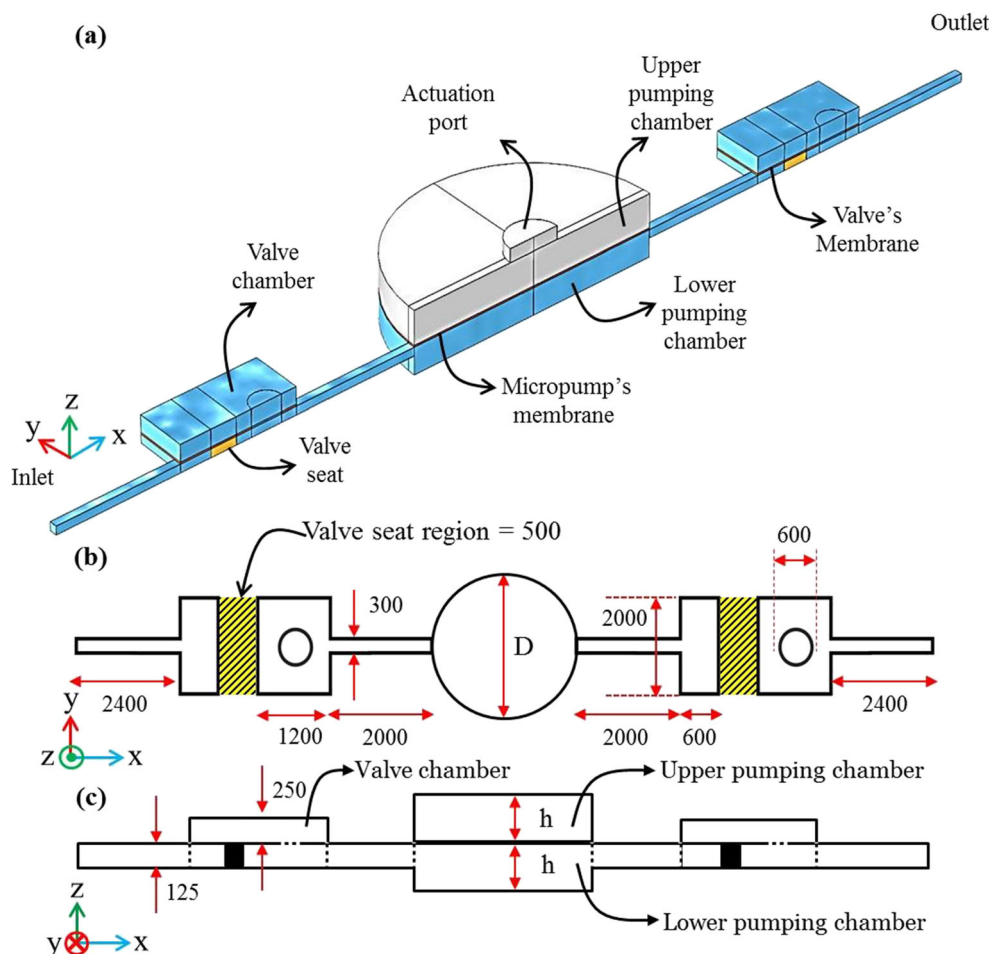 (a)
Outlet
Upper
pumping
chamber
Actuation
port
Valve's
Membrane
Valve
chamber
Lower
pumping
chamber
Micropump's
membrane
z
y
x
Inlet
Valve
seat
(b)
Valve seat region = 500
600
300
2000
D
2400
1200
2000
2000
600
2400
y
z
x
(c)
250
Valve chamber
Upper pumping chamber
h
h
125
z
y
x
Lower pumping chamber